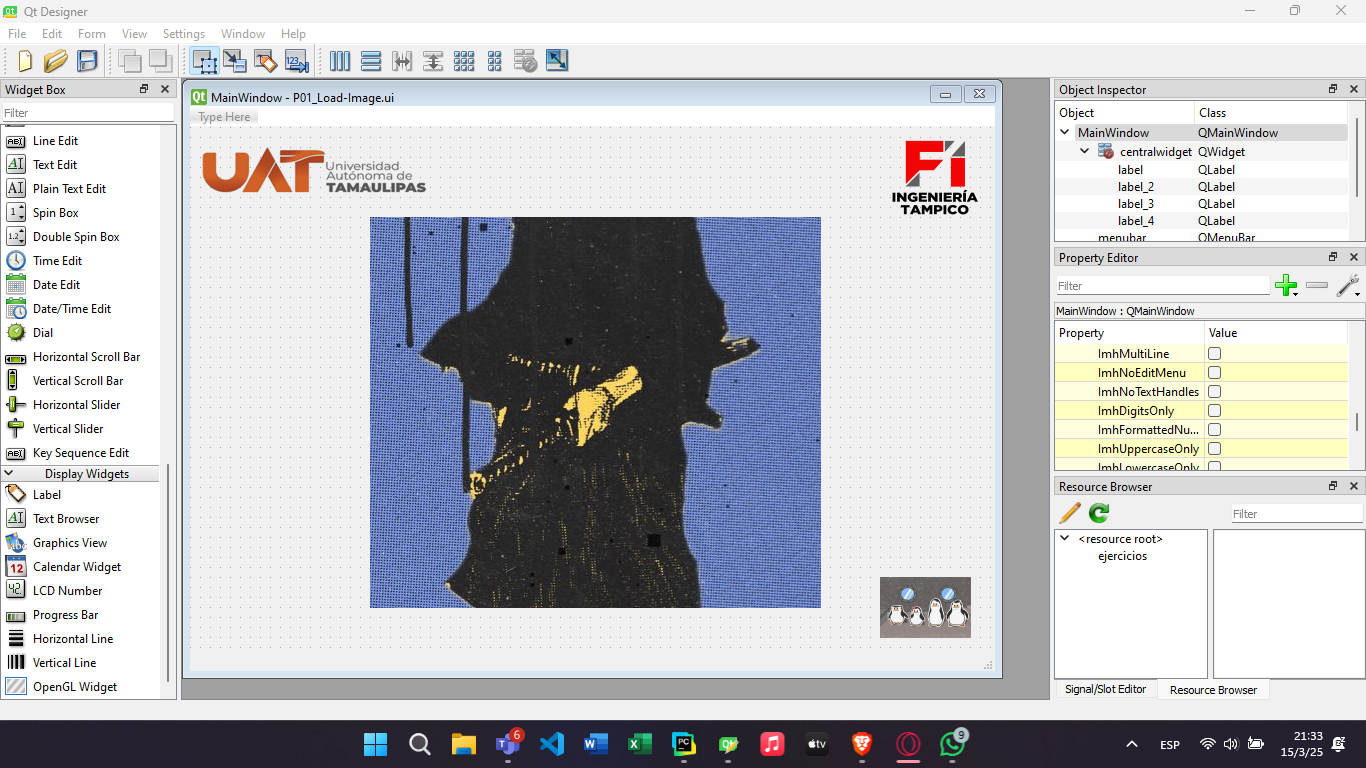 Qt Designer
File Edit Form View Settings Window Help
Widget Box
Filter
Line Edit
Text Edit
Plain Text Edit
Spin Box
Double Spin Box
Time Edit
Date Edit
Date/Time Edit
Dial
Horizontal Scroll Bar
Vertical Scroll Bar
Horizontal Slider
Vertical Slider
Key Sequence Edit
Display Widgets
Label
Text Browser
Graphics View
Calendar Widget
LCD Number
Progress Bar
Horizontal Line
Vertical Line
OpenGL Widget
MainWindow - P01_Load-Image.ui
Type Here
UAT
Universidad
Autónoma de
TAMAULIPAS
Fi
INGENIERÍA
TAMPICO
Object Inspector
Object Class
MainWindow QMainWindow
centralwidget QWidget
label QLabel
label_2 QLabel
label_3 QLabel
label_4 QLabel
menubar QMenuBar
Property Editor
Filter
MainWindow : QMainWindow
Property Value
ImhMultiLine
ImhNoEditMenu
ImhNoTextHandles
ImhDigitsOnly
ImhFormattedNu...
ImhUppercaseOnly
ImhLowercaseOnly
Resource Browser
Filter
<resource root>
ejercicios
Signal/Slot Editor Resource Browser
6
9
ESP
21:33
15/3/25